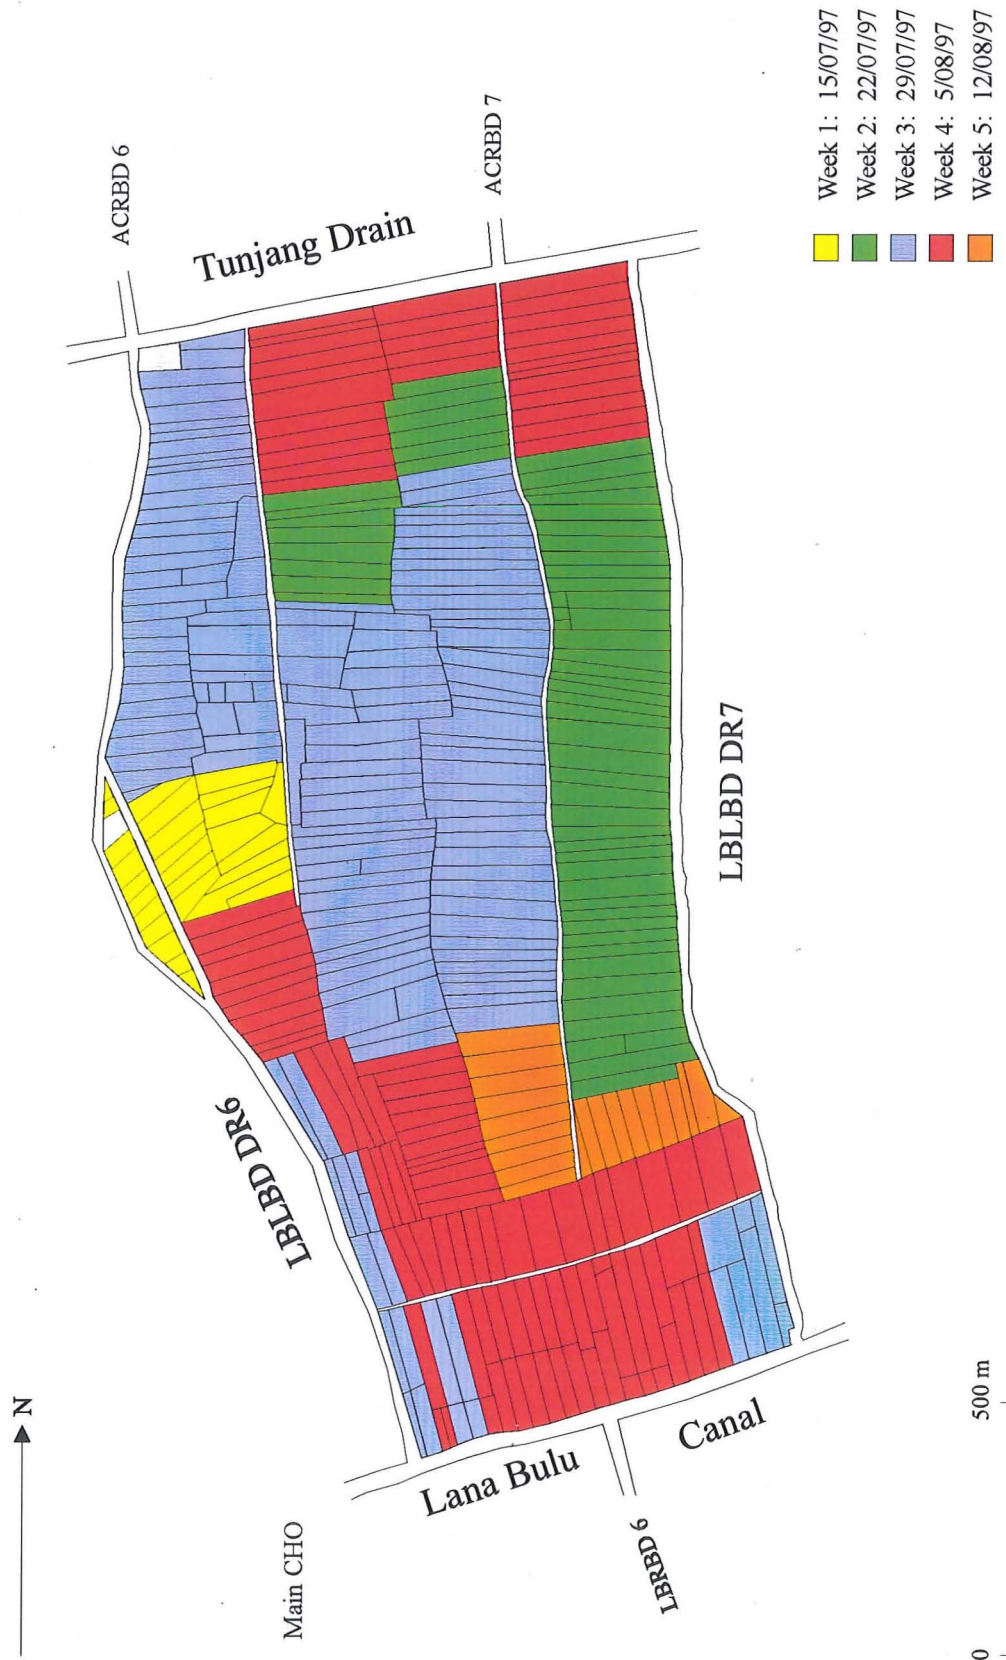 N
ACRBD 6
Tunjang Drain
ACRBD 7
LBLBD DR6
LBLBD DR7
Main CHO
Lana Bulu
Canal
LBRBD 6
0
500 m
Week 1: 15/07/97
Week 2: 22/07/97
Week 3: 29/07/97
Week 4: 5/08/97
Week 5: 12/08/97